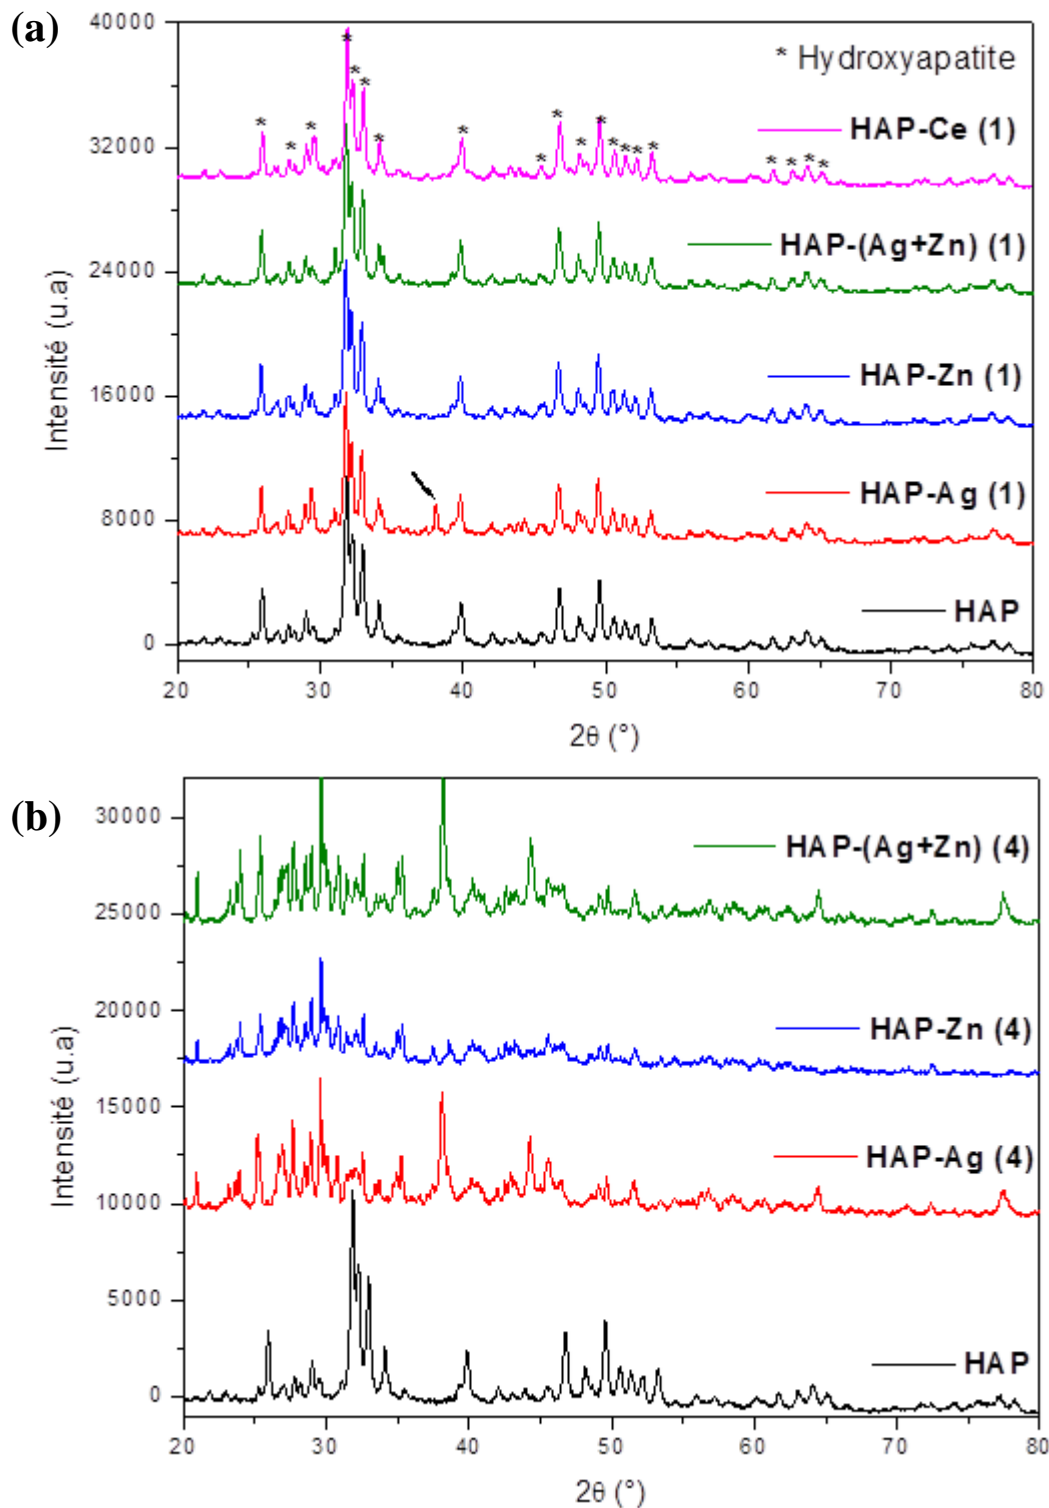 (a)
40000
32000
24000
16000
8000
0
Intensité (u.a)
* Hydroxyapatite
HAP-Ce (1)
HAP-(Ag+Zn) (1)
HAP-Zn (1)
HAP-Ag (1)
HAP
20 30 40 50 60 70 80
2θ (°)
(b)
30000
25000
20000
15000
10000
5000
0
Intensité (u.a)
HAP-(Ag+Zn) (4)
HAP-Zn (4)
HAP-Ag (4)
HAP
20 30 40 50 60 70 80
2θ (°)